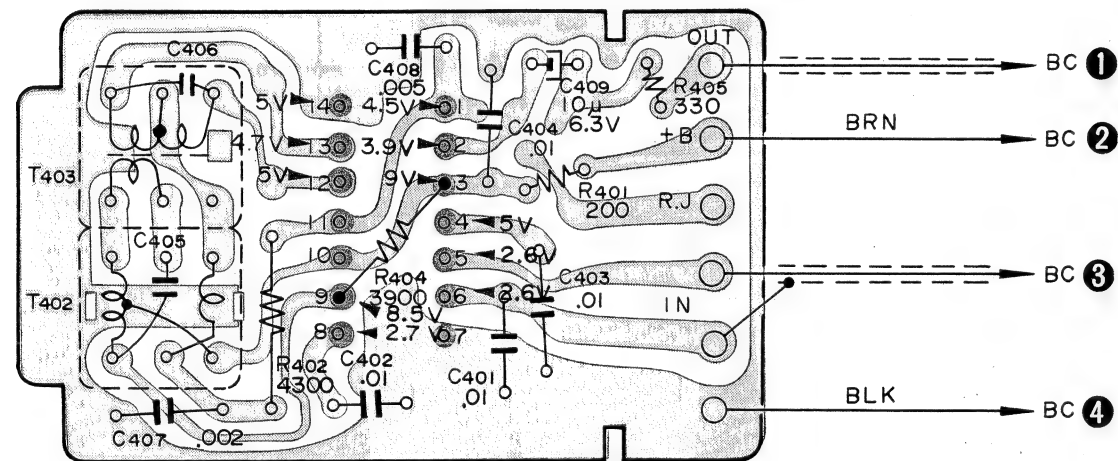 OUT
BC 1
C406
C408
.005
C409
10μ
6.3V
R405
330
5V 14
4.5V 1
C404
.01
+B
BRN
BC 2
4.7V 13
3.9V 2
T403
5V 12
9V 3
R401
200
R.J
11
4 5V
C405
10
5 2.6V
C403
.01
BC 3
T402
R404
3900
9
8.5V
6 2.6V
IN
8
2.7V
7
R402
4300
C402
.01
C401
.01
BLK
BC 4
C407
.002